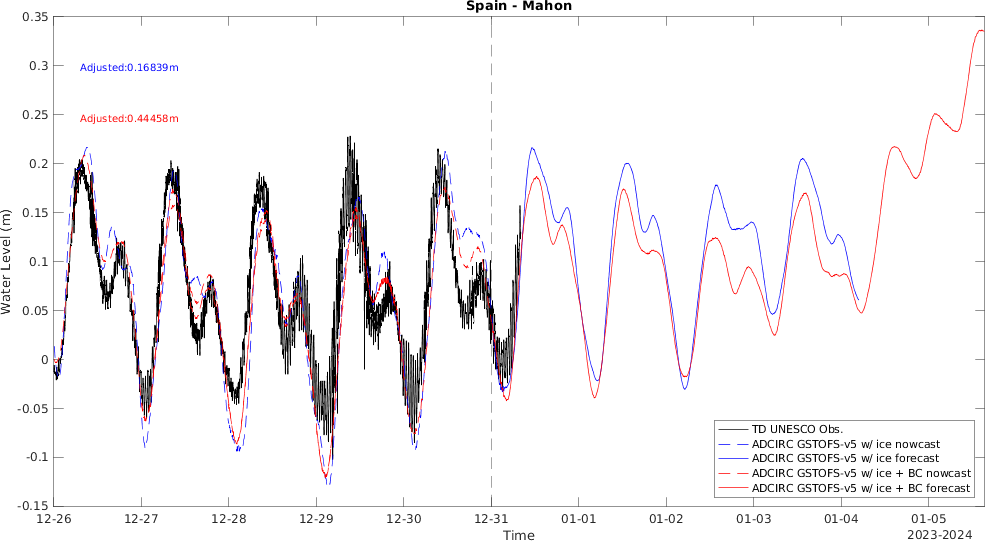 Spain - Mahon
0.35
0.3
0.25
0.2
0.15
0.1
0.05
0
-0.05
-0.1
-0.15
Water Level (m)
Adjusted:0.16839m
Adjusted:0.44458m
TD UNESCO Obs.
ADCIRC GSTOFS-v5 w/ ice nowcast
ADCIRC GSTOFS-v5 w/ ice forecast
ADCIRC GSTOFS-v5 w/ ice + BC nowcast
ADCIRC GSTOFS-v5 w/ ice + BC forecast
12-26 12-27 12-28 12-29 12-30 12-31 01-01 01-02 01-03 01-04 01-05
Time
2023-2024